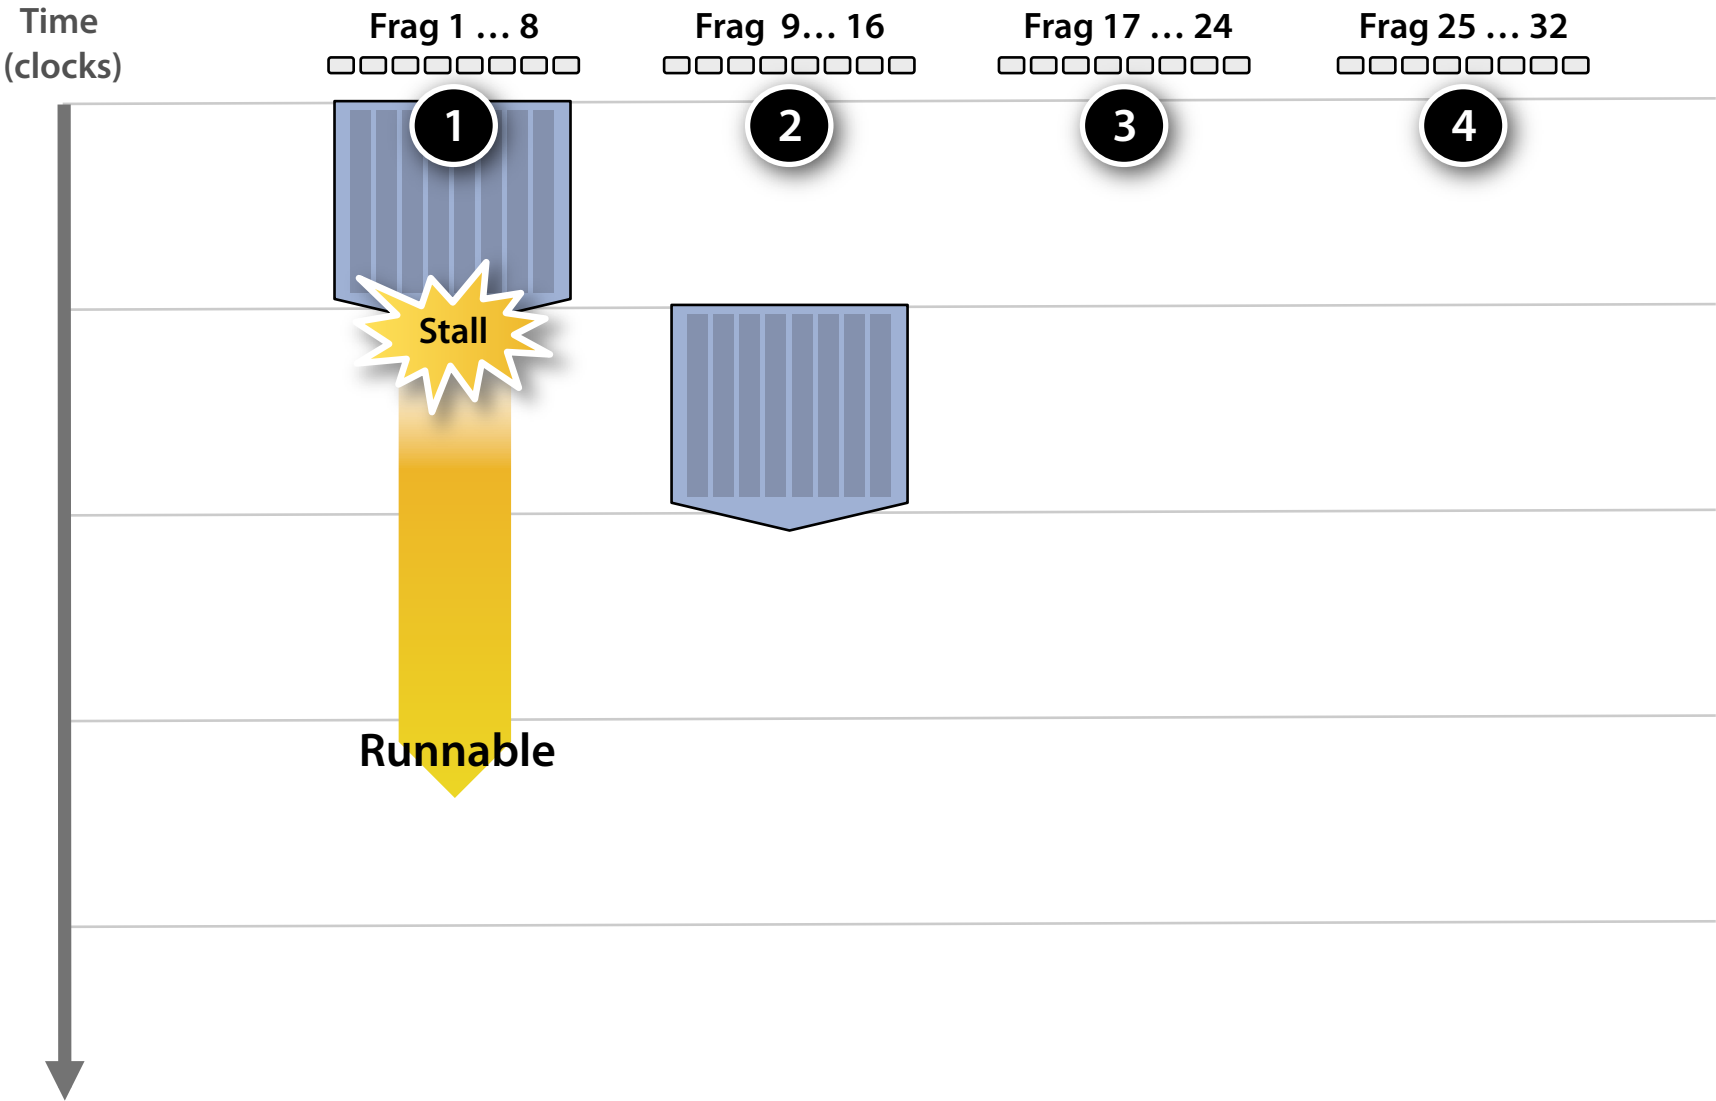 Time
(clocks)
Frag 1 … 8
Frag 9… 16
Frag 17 … 24
Frag 25 … 32
1
2
3
4
Stall
Runnable